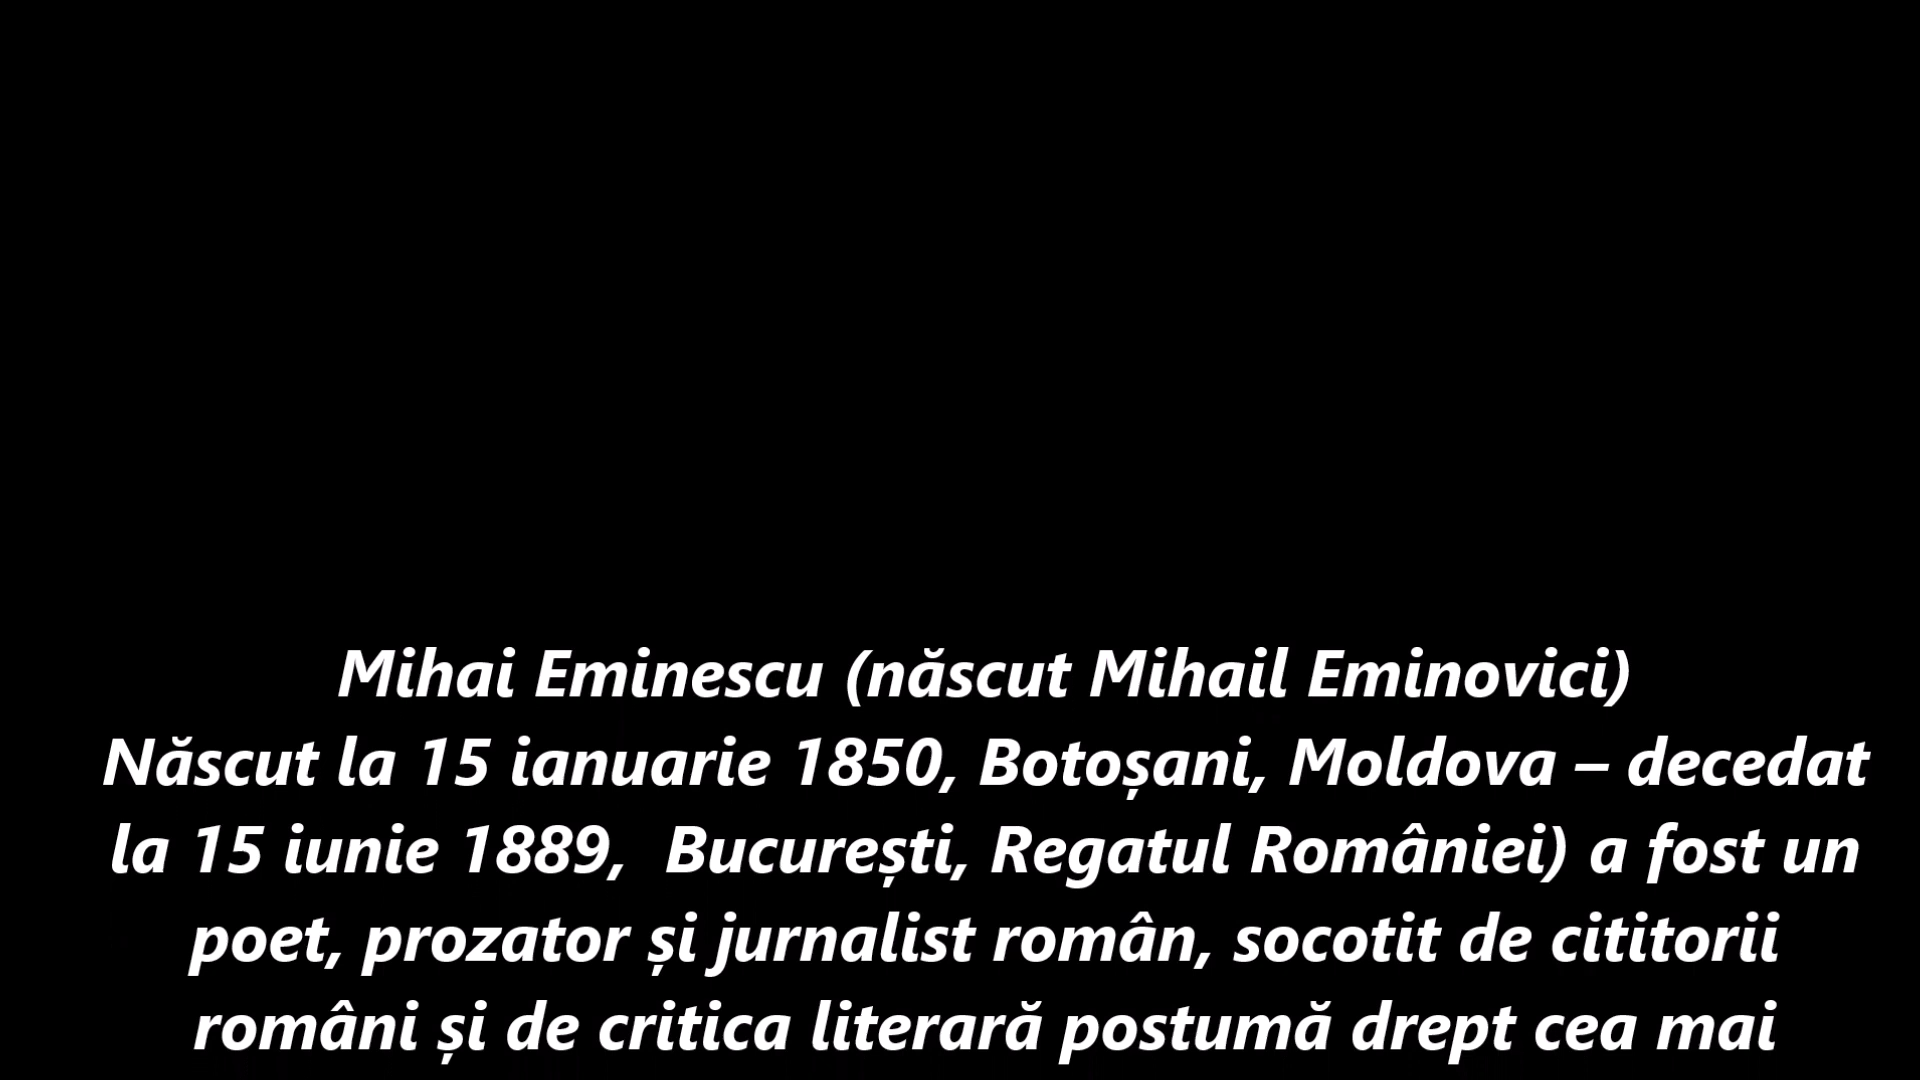 Mihai Eminescu (născut Mihail Eminovici)
Născut la 15 ianuarie 1850, Botoșani, Moldova – decedat
la 15 iunie 1889,  București, Regatul României) a fost un
poet, prozator și jurnalist român, socotit de cititorii
români și de critica literară postumă drept cea mai